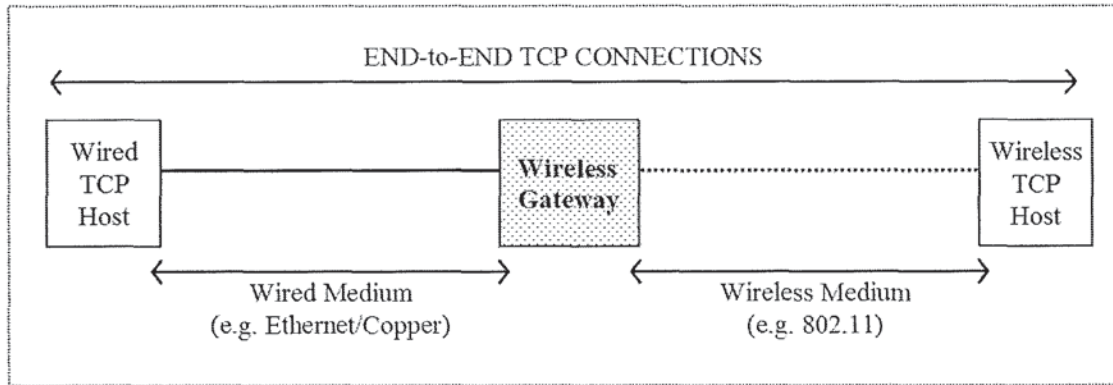 END-to-END TCP CONNECTIONS
Wired
TCP
Host
Wireless
Gateway
Wireless
TCP
Host
Wired Medium
(e.g. Ethernet/Copper)
Wireless Medium
(e.g. 802.11)